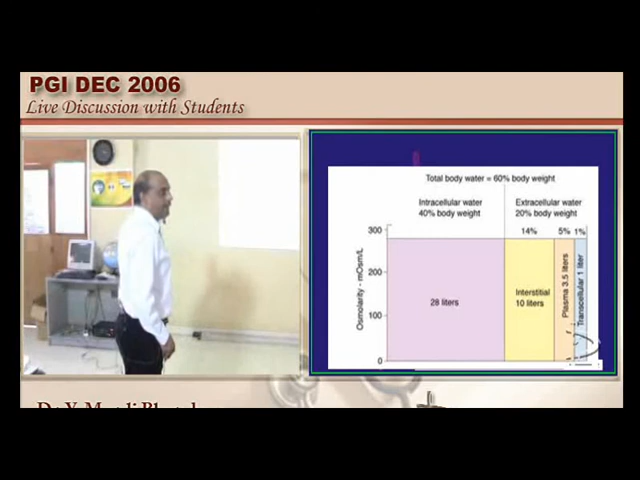 PGI DEC 2006
Live Discussion with Students
Total body water = 60% body weight
Intracellular water
40% body weight
Extracellular water
20% body weight
14% 5% 1%
Osmolarity - mOsm/L
300
200
100
0
28 liters
Interstitial
10 liters
Plasma 3.5 liters
Transcellular 1 liter